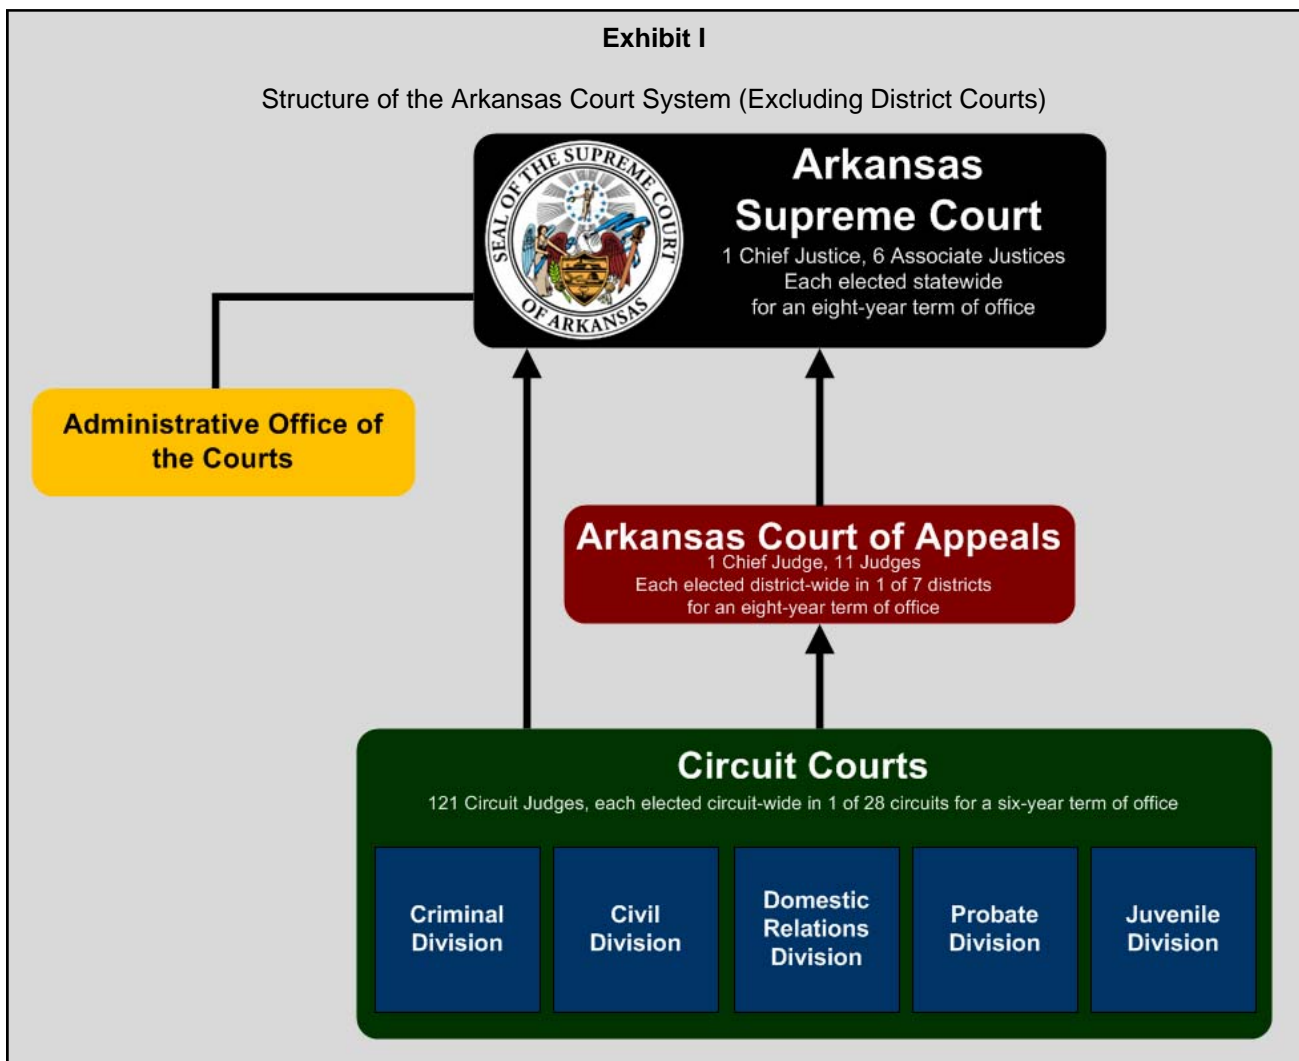 Exhibit I
Structure of the Arkansas Court System (Excluding District Courts)
SEAL OF THE SUPREME COURT
OF ARKANSAS
Arkansas
Supreme Court
1 Chief Justice, 6 Associate Justices
Each elected statewide
for an eight-year term of office
Administrative Office of
the Courts
Arkansas Court of Appeals
1 Chief Judge, 11 Judges
Each elected district-wide in 1 of 7 districts
for an eight-year term of office
Circuit Courts
121 Circuit Judges, each elected circuit-wide in 1 of 28 circuits for a six-year term of office
Criminal
Division
Civil
Division
Domestic
Relations
Division
Probate
Division
Juvenile
Division